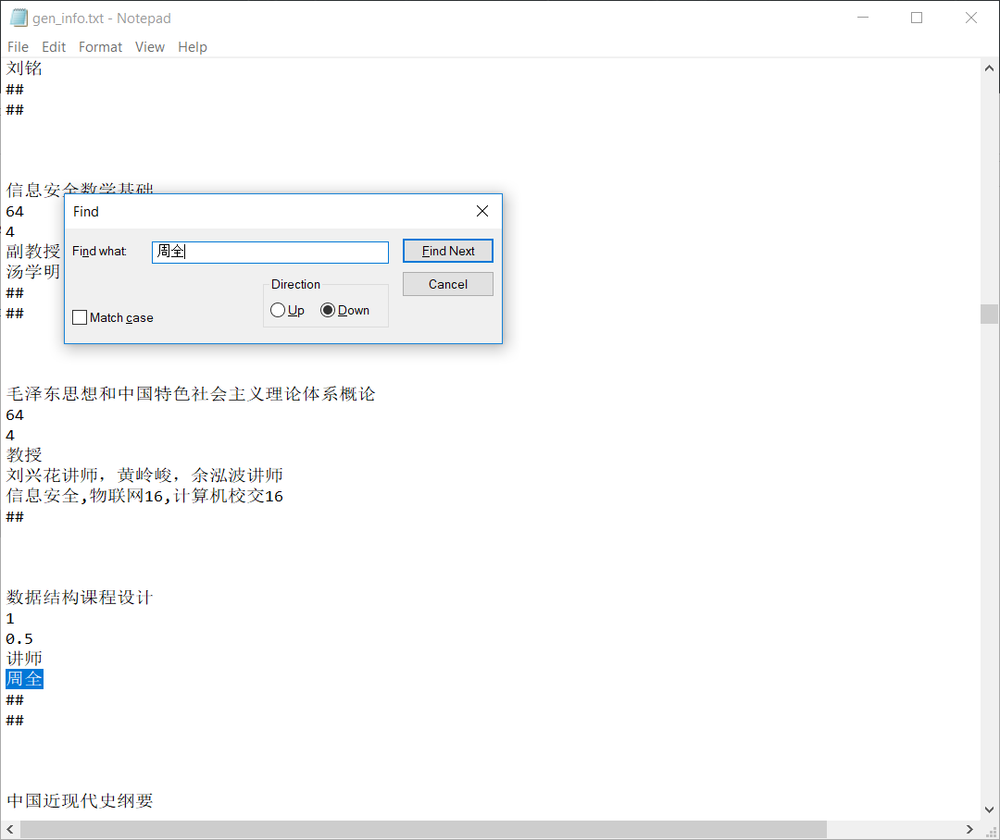 gen_info.txt - Notepad
File Edit Format View Help
刘铭
##
##
信息安全数学基础
64
4
副教授
汤学明
##
##
Find
Find what:
周全
Find Next
Cancel
Direction
Up
Down
Match case
毛泽东思想和中国特色社会主义理论体系概论
64
4
教授
刘兴花讲师，黄岭峻，余泓波讲师
信息安全,物联网16,计算机校交16
##
数据结构课程设计
1
0.5
讲师
周全
##
##
中国近现代史纲要